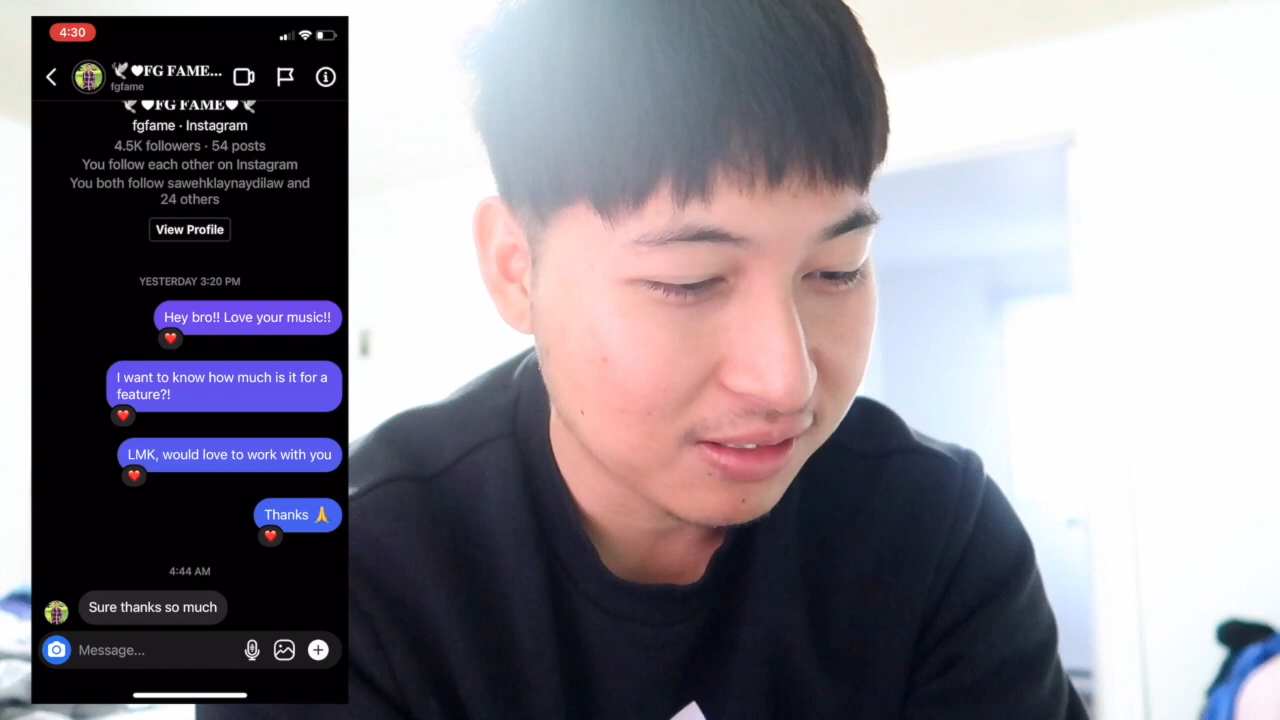 4:30
🕊️🤍FG FAME...
fgfame
🕊️🤍FG FAME🤍🕊️
fgfame · Instagram
4.5K followers · 54 posts
You follow each other on Instagram
You both follow sawehklaynaydilaw and
24 others
View Profile
YESTERDAY 3:20 PM
Hey bro!! Love your music!!
I want to know how much is it for a
feature?!
LMK, would love to work with you
Thanks 🙏
4:44 AM
Sure thanks so much
Message...